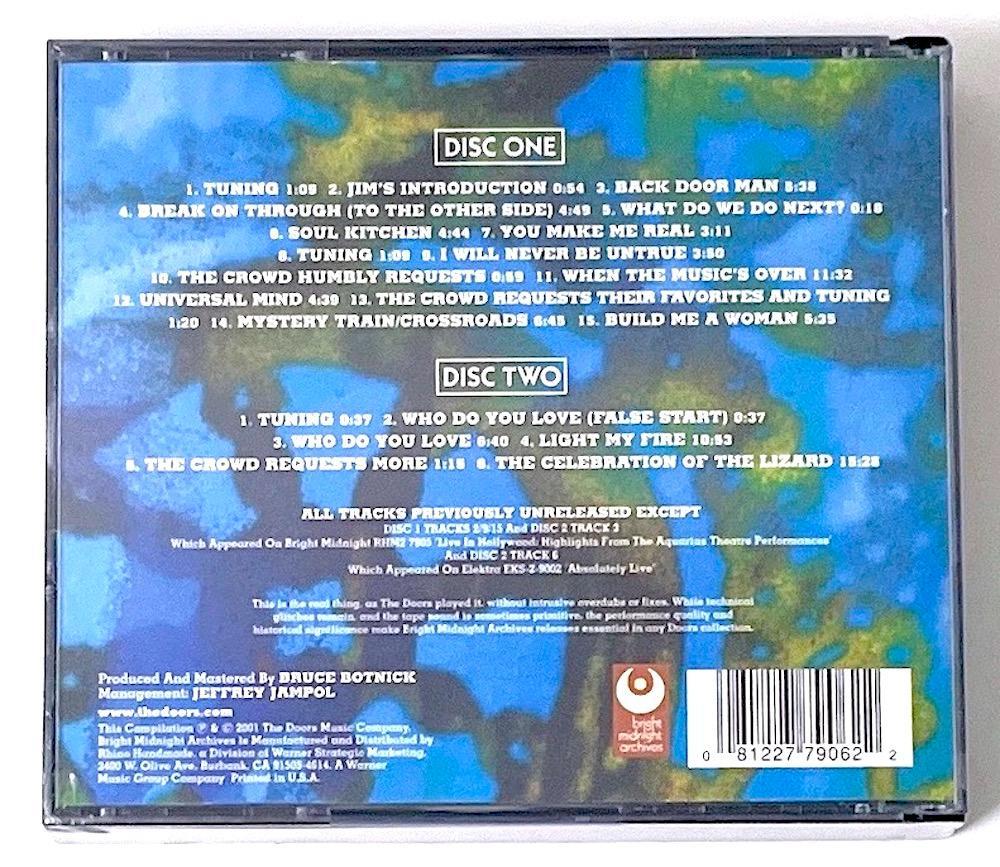 DISC ONE
1. TUNING 1:09 2. JIM'S INTRODUCTION 0:54 3. BACK DOOR MAN 5:38
4. BREAK ON THROUGH (TO THE OTHER SIDE) 4:49 5. WHAT DO WE DO NEXT? 0:16
6. SOUL KITCHEN 4:44 7. YOU MAKE ME REAL 3:11
8. TUNING 1:09 9. I WILL NEVER BE UNTRUE 3:50
10. THE CROWD HUMBLY REQUESTS 0:59 11. WHEN THE MUSIC'S OVER 11:32
12. UNIVERSAL MIND 4:39 13. THE CROWD REQUESTS THEIR FAVORITES AND TUNING
1:20 14. MYSTERY TRAIN/CROSSROADS 6:45 15. BUILD ME A WOMAN 5:35
DISC TWO
1. TUNING 0:37 2. WHO DO YOU LOVE (FALSE START) 0:37
3. WHO DO YOU LOVE 6:40 4. LIGHT MY FIRE 10:53
5. THE CROWD REQUESTS MORE 1:15 6. THE CELEBRATION OF THE LIZARD 15:25
ALL TRACKS PREVIOUSLY UNRELEASED EXCEPT
DISC 1 TRACKS And DISC 2 TRACK 3
Which Appeared On Bright Midnight RHM2 7905 'Live In Hollywood: Highlights From The Aquarius Theatre Performances'
And DISC 2 TRACK 6
Which Appeared On Elektra EKS-2-9002 'Absolutely Live'
This is the real thing, as The Doors played it, without intrusive overdubs or fixes. While technical
glitches remain, and the tape sound is sometimes primitive, the performance quality and
historical significance make Bright Midnight Archives releases essential in any Doors collection.
Produced And Mastered By BRUCE BOTNICK
Management: JEFFREY JAMPOL
www.thedoors.com
This Compilation ℗ & © 2001 The Doors Music Company.
Bright Midnight Archives is Manufactured and Distributed by
Rhino Handmade, a Division of Warner Strategic Marketing,
3400 W. Olive Ave. Burbank, CA 91505-4614. A Warner
Music Group Company Printed in U.S.A.
bright
midnight
archives
0 81227 79062 2